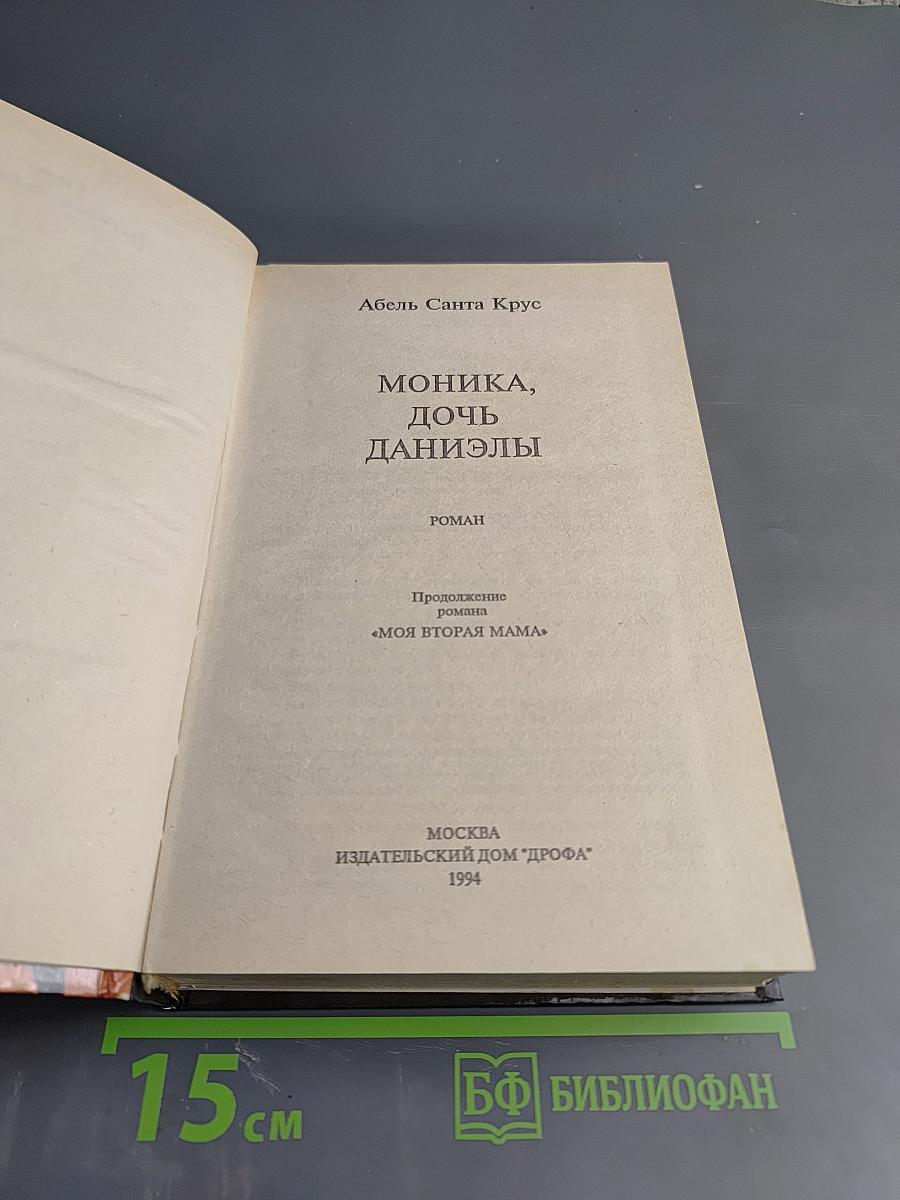 Абель Санта Крус
МОНИКА,
ДОЧЬ
ДАНИЭЛЫ
РОМАН
Продолжение
романа
«МОЯ ВТОРАЯ МАМА»
МОСКВА
ИЗДАТЕЛЬСКИЙ ДОМ "ДРОФА"
1994
15 см
БФ БИБЛИОФАН